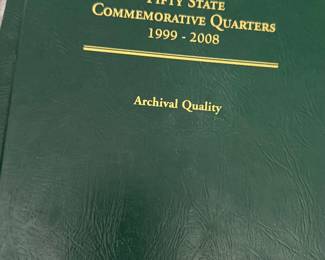 FIFTY STATE
COMMEMORATIVE QUARTERS
1999 - 2008
Archival Quality